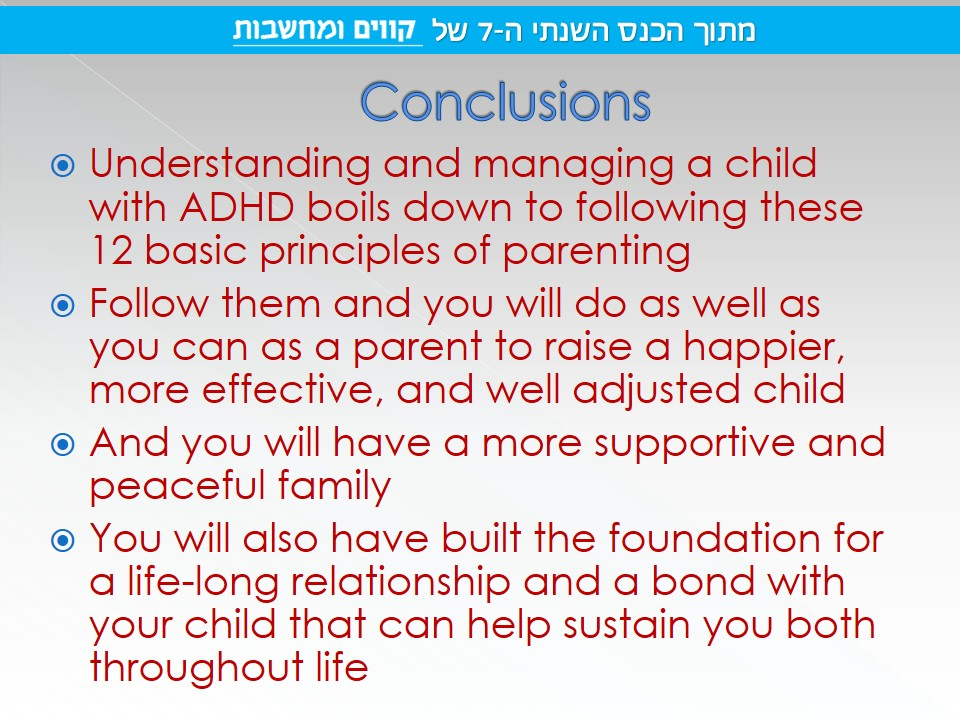 מתוך הכנס השנתי ה-7 של קווים ומחשבות
Conclusions
Understanding and managing a child
with ADHD boils down to following these
12 basic principles of parenting
Follow them and you will do as well as
you can as a parent to raise a happier,
more effective, and well adjusted child
And you will have a more supportive and
peaceful family
You will also have built the foundation for
a life-long relationship and a bond with
your child that can help sustain you both
throughout life